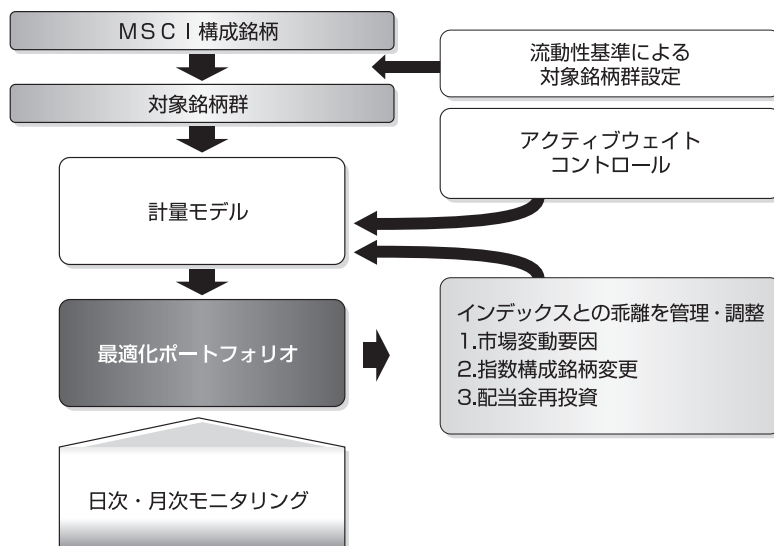 ＭＳＣＩ構成銘柄
流動性基準による
対象銘柄群設定
対象銘柄群
アクティブウェイト
コントロール
計量モデル
インデックスとの乖離を管理・調整
1.市場変動要因
2.指数構成銘柄変更
3.配当金再投資
最適化ポートフォリオ
日次・月次モニタリング